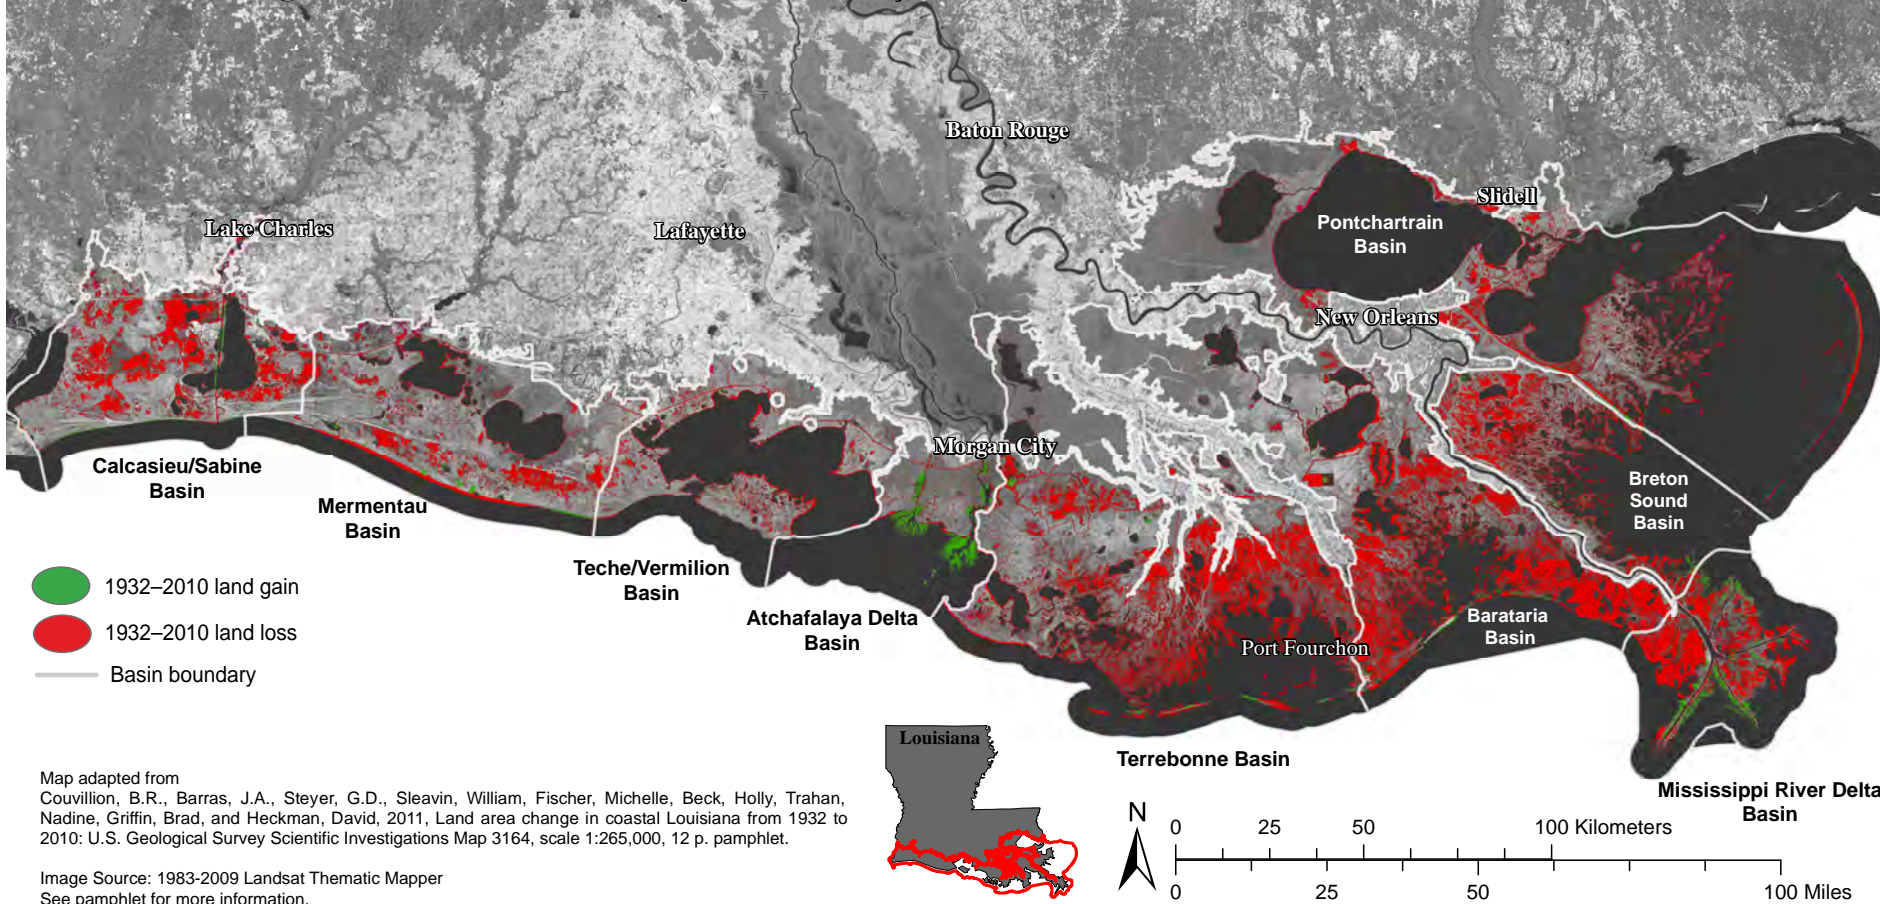 Baton Rouge
Slidell
Lake Charles
Lafayette
Pontchartrain
Basin
New Orleans
Morgan City
Calcasieu/Sabine
Basin
Mermentau
Basin
Breton
Sound
Basin
Teche/Vermilion
Basin
Atchafalaya Delta
Basin
Barataria
Basin
Port Fourchon
1932–2010 land gain
1932–2010 land loss
Basin boundary
Louisiana
Terrebonne Basin
Mississippi River Delta
Basin
Map adapted from
Couvillion, B.R., Barras, J.A., Steyer, G.D., Sleavin, William, Fischer, Michelle, Beck, Holly, Trahan,
Nadine, Griffin, Brad, and Heckman, David, 2011, Land area change in coastal Louisiana from 1932 to
2010: U.S. Geological Survey Scientific Investigations Map 3164, scale 1:265,000, 12 p. pamphlet.
Image Source: 1983-2009 Landsat Thematic Mapper
See pamphlet for more information.
N
0 25 50 100 Kilometers
0 25 50 100 Miles